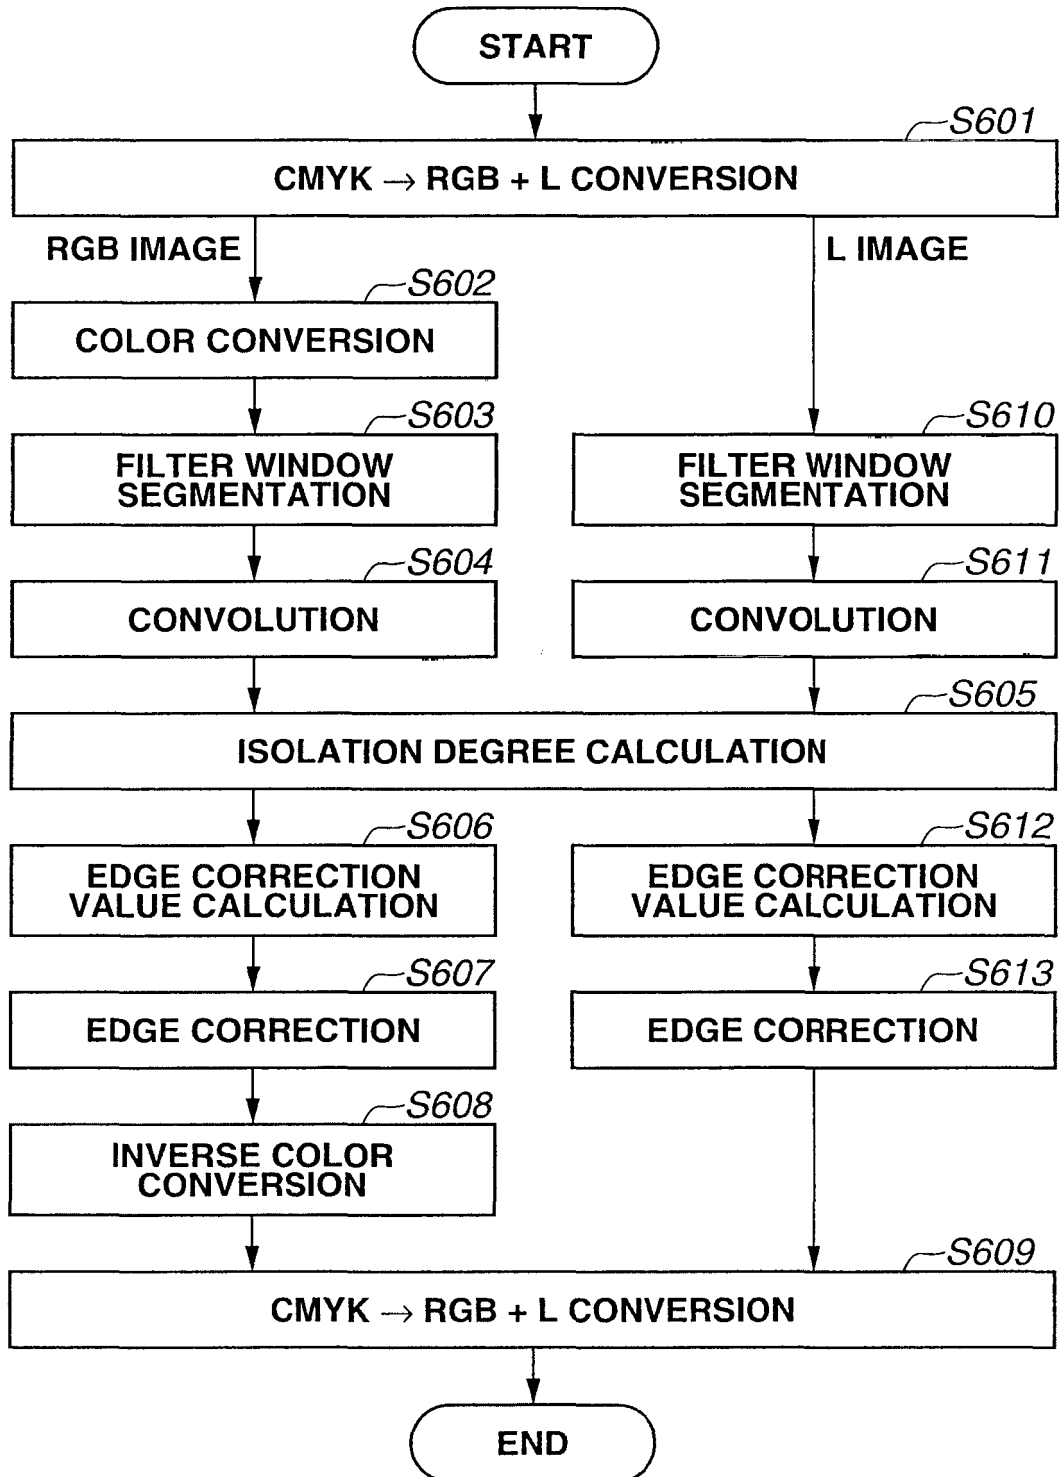 START
S601
CMYK → RGB + L CONVERSION
RGB IMAGE
L IMAGE
S602
COLOR CONVERSION
S603
FILTER WINDOW
SEGMENTATION
S610
FILTER WINDOW
SEGMENTATION
S604
CONVOLUTION
S611
CONVOLUTION
S605
ISOLATION DEGREE CALCULATION
S606
EDGE CORRECTION
VALUE CALCULATION
S612
EDGE CORRECTION
VALUE CALCULATION
S607
EDGE CORRECTION
S613
EDGE CORRECTION
S608
INVERSE COLOR
CONVERSION
S609
CMYK → RGB + L CONVERSION
END